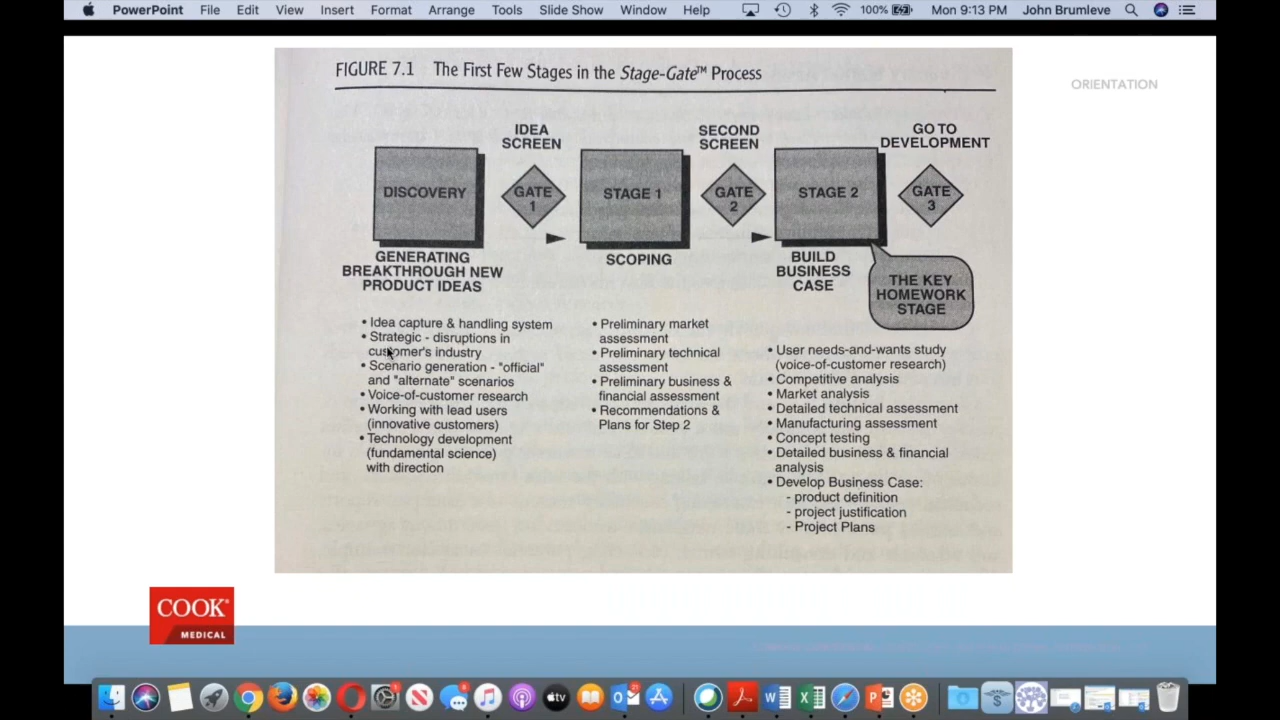 PowerPoint File Edit View Insert Format Arrange Tools Slide Show Window Help 100% Mon 9:13 PM John Brumleve
FIGURE 7.1 The First Few Stages in the Stage-Gate™ Process
ORIENTATION
IDEA
SCREEN
SECOND
SCREEN
GO TO
DEVELOPMENT
DISCOVERY
GATE
1
STAGE 1
GATE
2
STAGE 2
GATE
3
GENERATING
BREAKTHROUGH NEW
PRODUCT IDEAS
SCOPING
BUILD
BUSINESS
CASE
THE KEY
HOMEWORK
STAGE
• Idea capture & handling system
• Strategic - disruptions in
customer's industry
• Scenario generation - "official"
and "alternate" scenarios
• Voice-of-customer research
• Working with lead users
(innovative customers)
• Technology development
(fundamental science)
with direction
• Preliminary market
assessment
• Preliminary technical
assessment
• Preliminary business &
financial assessment
• Recommendations &
Plans for Step 2
• User needs-and-wants study
(voice-of-customer research)
• Competitive analysis
• Market analysis
• Detailed technical assessment
• Manufacturing assessment
• Concept testing
• Detailed business & financial
analysis
• Develop Business Case:
- product definition
- project justification
- Project Plans
COOK®
MEDICAL
tv